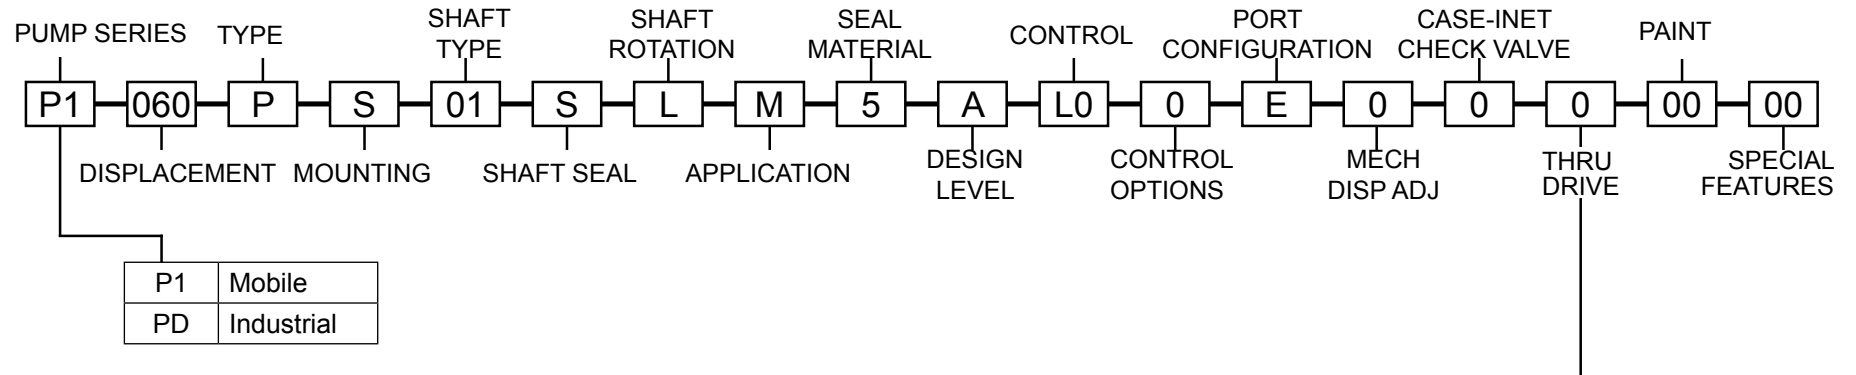 PUMP SERIES
TYPE
SHAFT
TYPE
SHAFT
ROTATION
SEAL
MATERIAL
CONTROL
PORT
CONFIGURATION
CASE-INET
CHECK VALVE
PAINT
P1 060 P S 01 S L M 5 A L0 0 E 0 0 0 00 00
DISPLACEMENT
MOUNTING
SHAFT SEAL
APPLICATION
DESIGN
LEVEL
CONTROL
OPTIONS
MECH
DISP ADJ
THRU
DRIVE
SPECIAL
FEATURES
P1 Mobile
PD Industrial